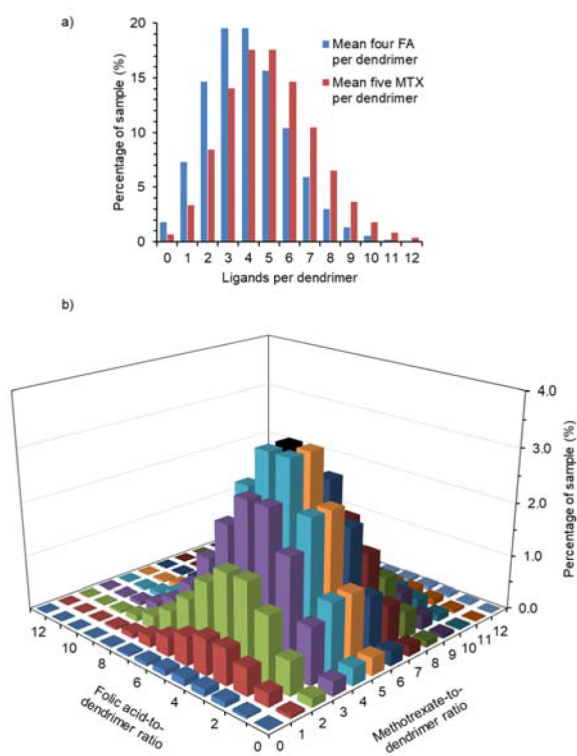 a)
20
15
10
5
0
Percentage of sample (%)
Mean four FA
per dendrimer
Mean five MTX
per dendrimer
0 1 2 3 4 5 6 7 8 9 10 11 12
Ligands per dendrimer
b)
4.0
3.0
2.0
1.0
0.0
Percentage of sample (%)
12
10
8
6
4
2
0
Folic acid-to-
dendrimer ratio
0
1
2
3
4
5
6
7
8
9
10
11
12
Methotrexate-to-
dendrimer ratio